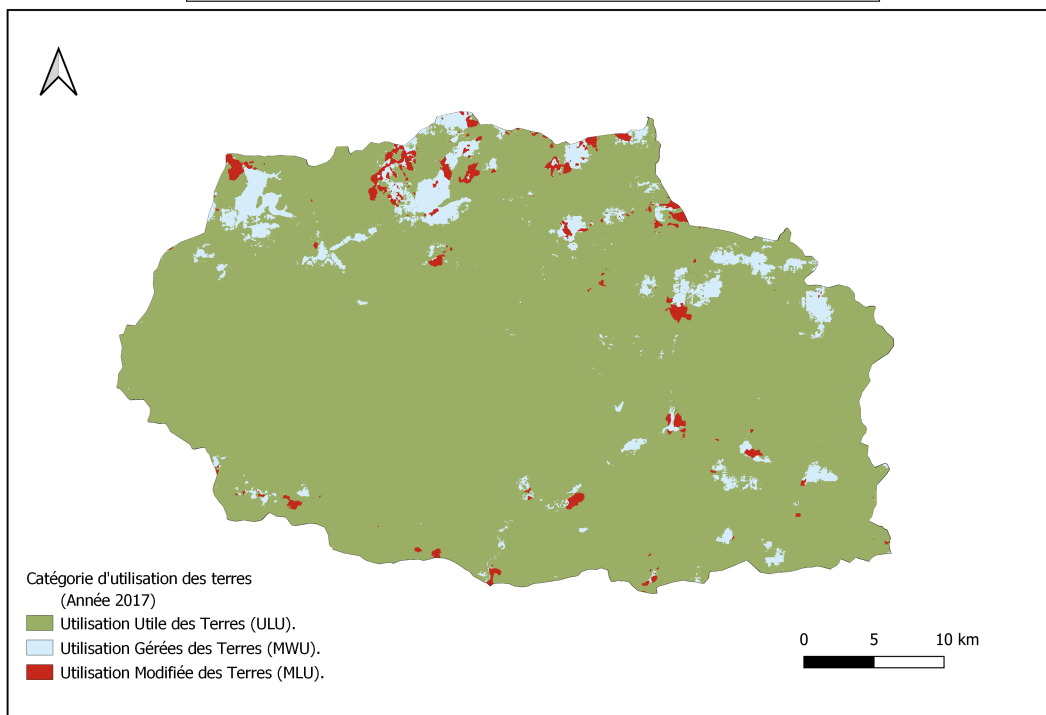 Catégorie d'utilisation des terres
(Année 2017)
Utilisation Utile des Terres (ULU).
Utilisation Gérées des Terres (MWU).
Utilisation Modifiée des Terres (MLU).
0 5 10 km